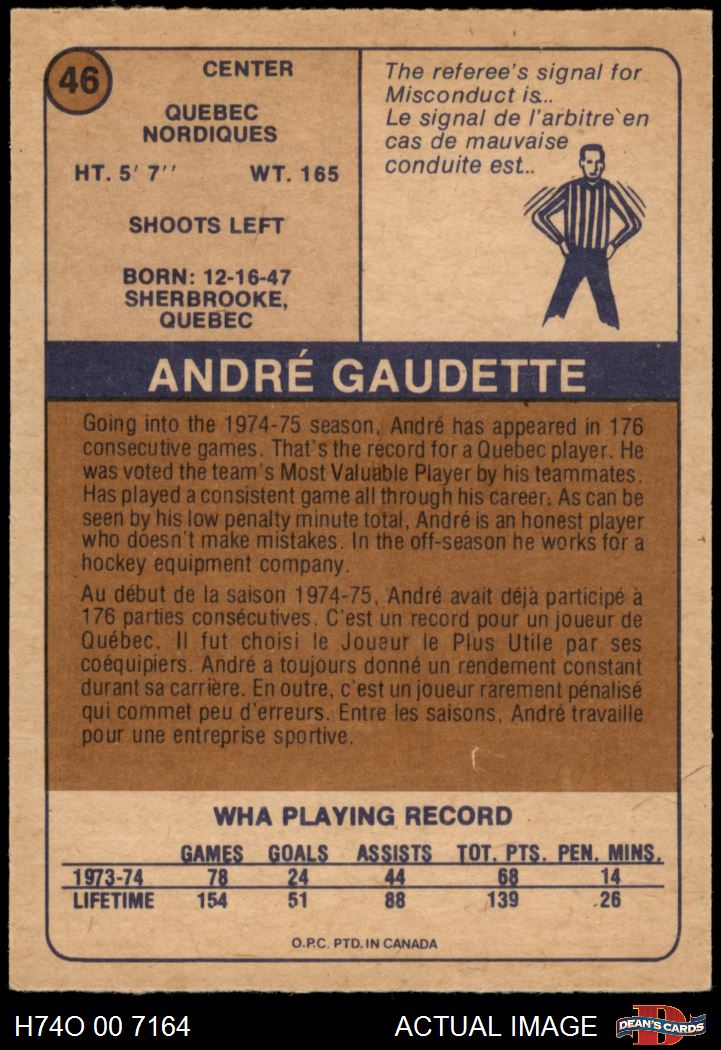 46
CENTER
QUEBEC
NORDIQUES
HT. 5' 7'' WT. 165
SHOOTS LEFT
BORN: 12-16-47
SHERBROOKE,
QUEBEC
The referee's signal for
Misconduct is...
Le signal de l'arbitre en
cas de mauvaise
conduite est...
ANDRÉ GAUDETTE
Going into the 1974-75 season, André has appeared in 176
consecutive games. That's the record for a Quebec player. He
was voted the team's Most Valuable Player by his teammates.
Has played a consistent game all through his career. As can be
seen by his low penalty minute total, André is an honest player
who doesn't make mistakes. In the off-season he works for a
hockey equipment company.
Au début de la saison 1974-75, André avait déjà participé à
176 parties consécutives. C'est un record pour un joueur de
Québec. Il fut choisi le Joueur le Plus Utile par ses
coéquipiers. André a toujours donné un rendement constant
durant sa carrière. En outre, c'est un joueur rarement pénalisé
qui commet peu d'erreurs. Entre les saisons, André travaille
pour une entreprise sportive.
WHA PLAYING RECORD
GAMES GOALS ASSISTS TOT. PTS. PEN. MINS.
1973-74 78 24 44 68 14
LIFETIME 154 51 88 139 26
O.P.C. PTD. IN CANADA
H74O 00 7164 ACTUAL IMAGE D DEAN'S CARDS